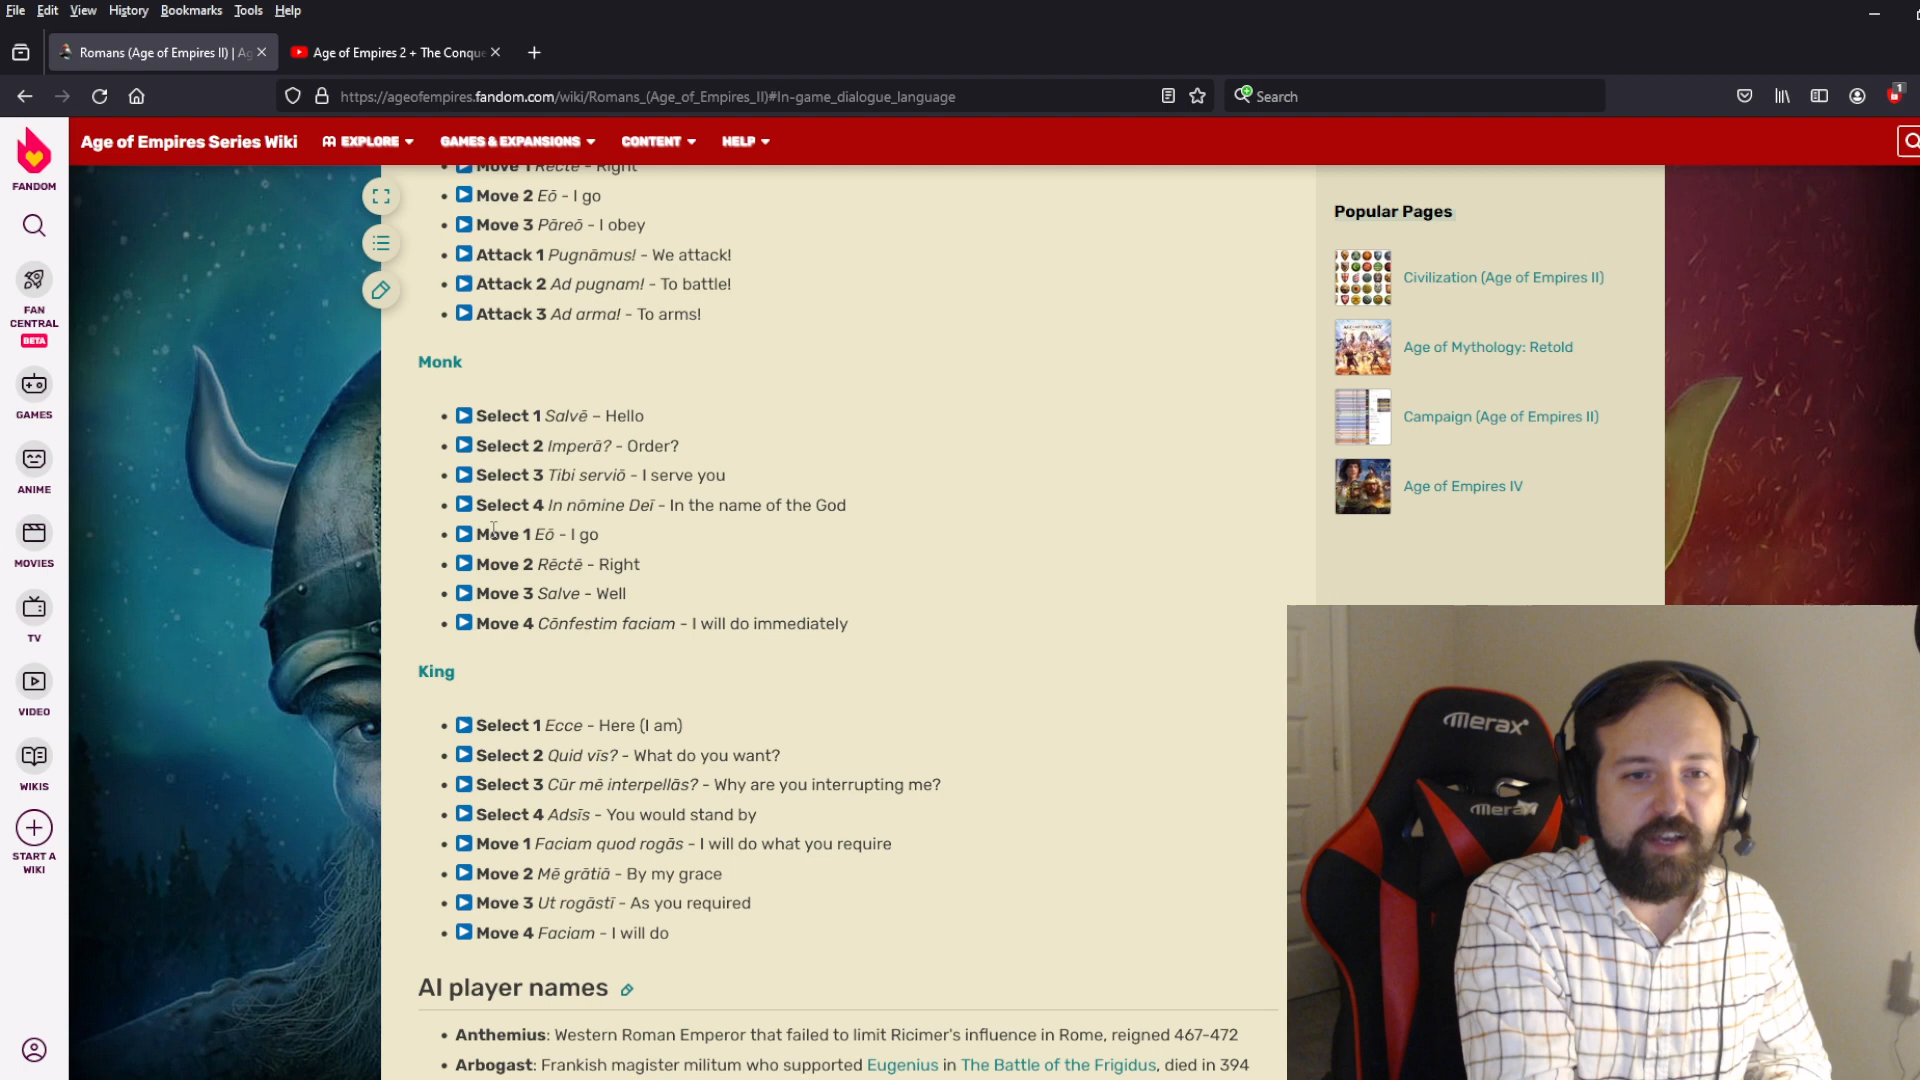 File Edit View History Bookmarks Tools Help
Romans (Age of Empires II) | Ag
Age of Empires 2 + The Conque
https://ageofempires.fandom.com/wiki/Romans_(Age_of_Empires_II)#In-game_dialogue_language
Search
1
Age of Empires Series Wiki
EXPLORE
GAMES & EXPANSIONS
CONTENT
HELP
FANDOM
FAN CENTRAL
BETA
GAMES
ANIME
MOVIES
TV
VIDEO
WIKIS
START A WIKI
Move 1 Rēctē - Right
Move 2 Eō - I go
Move 3 Pāreō - I obey
Attack 1 Pugnāmus! - We attack!
Attack 2 Ad pugnam! - To battle!
Attack 3 Ad arma! - To arms!
Monk
Select 1 Salvē – Hello
Select 2 Imperā? - Order?
Select 3 Tibi serviō - I serve you
Select 4 In nōmine Deī - In the name of the God
Move 1 Eō - I go
Move 2 Rēctē - Right
Move 3 Salve - Well
Move 4 Cōnfestim faciam - I will do immediately
King
Select 1 Ecce - Here (I am)
Select 2 Quid vīs? - What do you want?
Select 3 Cūr mē interpellās? - Why are you interrupting me?
Select 4 Adsīs - You would stand by
Move 1 Faciam quod rogās - I will do what you require
Move 2 Mē grātiā - By my grace
Move 3 Ut rogāstī - As you required
Move 4 Faciam - I will do
AI player names
Anthemius: Western Roman Emperor that failed to limit Ricimer's influence in Rome, reigned 467-472
Arbogast: Frankish magister militum who supported Eugenius in The Battle of the Frigidus, died in 394
Popular Pages
Civilization (Age of Empires II)
Age of Mythology: Retold
Campaign (Age of Empires II)
Age of Empires IV
merax
merax